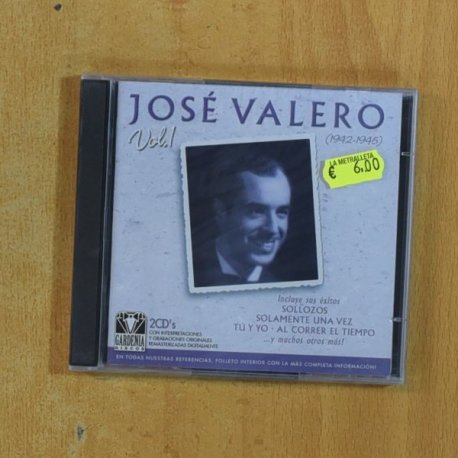 JOSÉ VALERO
Vol.1
(1942-1945)
LA METRALLETA
€ 6.00
Incluye sus éxitos
SOLLOZOS
SOLAMENTE UNA VEZ
TÚ Y YO · AL CORRER EL TIEMPO
...y muchos otros más!
GARDENIA
DISCOS
2CD's
CON INTERPRETACIONES
Y GRABACIONES ORIGINALES
REMASTERIZADAS DIGITALMENTE
EN TODAS NUESTRAS REFERENCIAS, FOLLETO INTERIOR CON LA MÁS COMPLETA INFORMACIÓN!